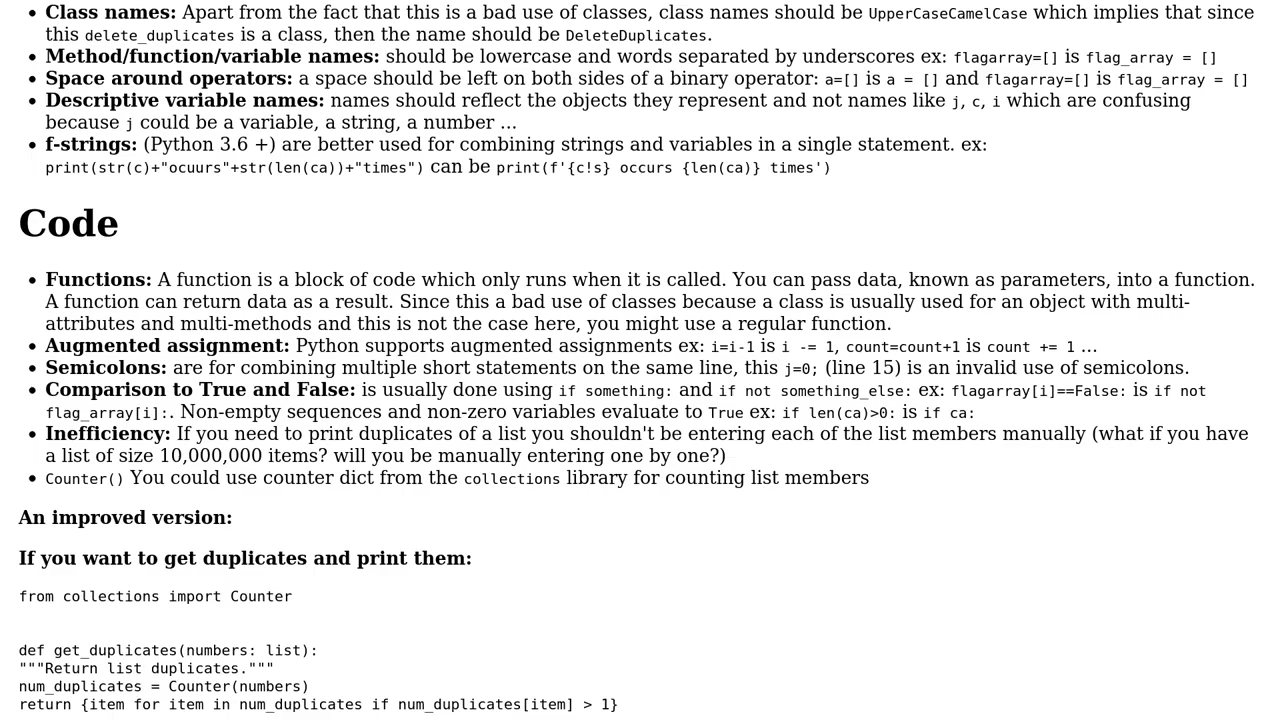 • Class names: Apart from the fact that this is a bad use of classes, class names should be UpperCaseCamelCase which implies that since
this delete_duplicates is a class, then the name should be DeleteDuplicates.
• Method/function/variable names: should be lowercase and words separated by underscores ex: flagarray=[] is flag_array = []
• Space around operators: a space should be left on both sides of a binary operator: a=[] is a = [] and flagarray=[] is flag_array = []
• Descriptive variable names: names should reflect the objects they represent and not names like j, c, i which are confusing
because j could be a variable, a string, a number ...
• f-strings: (Python 3.6 +) are better used for combining strings and variables in a single statement. ex:
print(str(c)+"ocuurs"+str(len(ca))+"times") can be print(f'{c!s} occurs {len(ca)} times')
Code
• Functions: A function is a block of code which only runs when it is called. You can pass data, known as parameters, into a function.
A function can return data as a result. Since this a bad use of classes because a class is usually used for an object with multi-
attributes and multi-methods and this is not the case here, you might use a regular function.
• Augmented assignment: Python supports augmented assignments ex: i=i-1 is i -= 1, count=count+1 is count += 1 ...
• Semicolons: are for combining multiple short statements on the same line, this j=0; (line 15) is an invalid use of semicolons.
• Comparison to True and False: is usually done using if something: and if not something_else: ex: flagarray[i]==False: is if not
flag_array[i]:. Non-empty sequences and non-zero variables evaluate to True ex: if len(ca)>0: is if ca:
• Inefficiency: If you need to print duplicates of a list you shouldn't be entering each of the list members manually (what if you have
a list of size 10,000,000 items? will you be manually entering one by one?)
• Counter() You could use counter dict from the collections library for counting list members
An improved version:
If you want to get duplicates and print them:
from collections import Counter
def get_duplicates(numbers: list):
"""Return list duplicates."""
num_duplicates = Counter(numbers)
return {item for item in num_duplicates if num_duplicates[item] > 1}